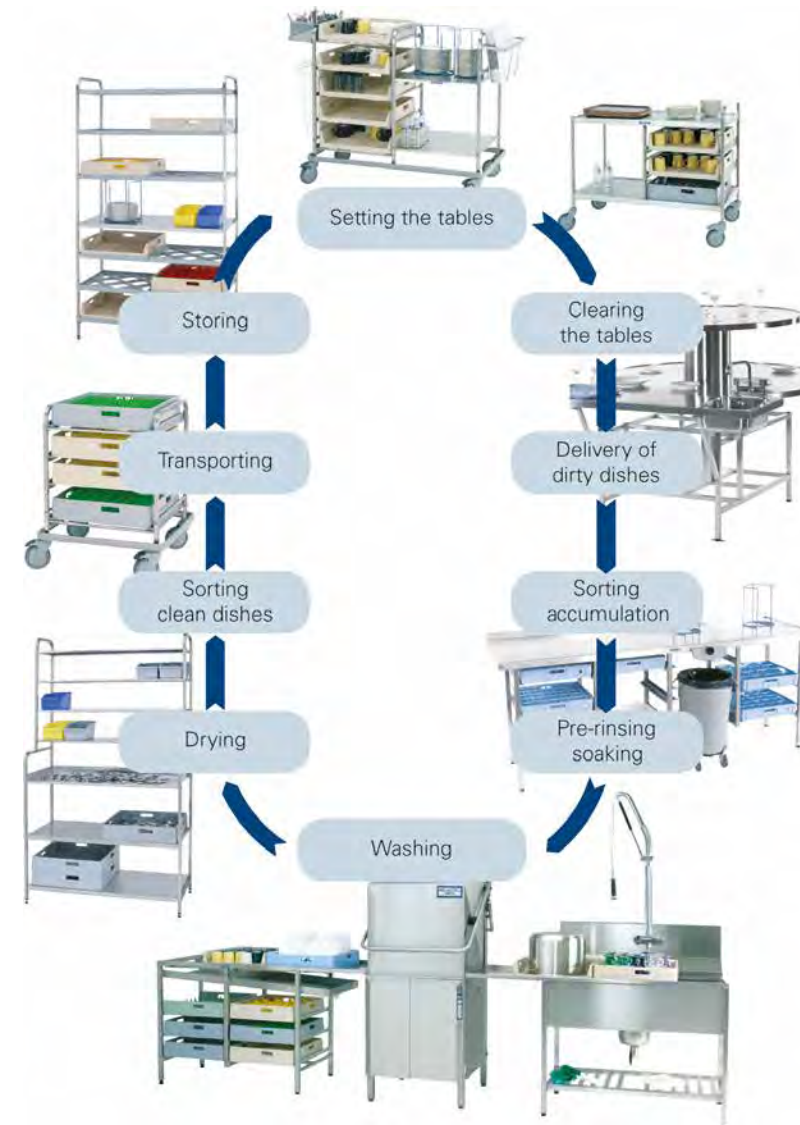 Setting the tables
Storing
Clearing
the tables
Transporting
Delivery of
dirty dishes
Sorting
clean dishes
Sorting
accumulation
Drying
Pre-rinsing
soaking
Washing